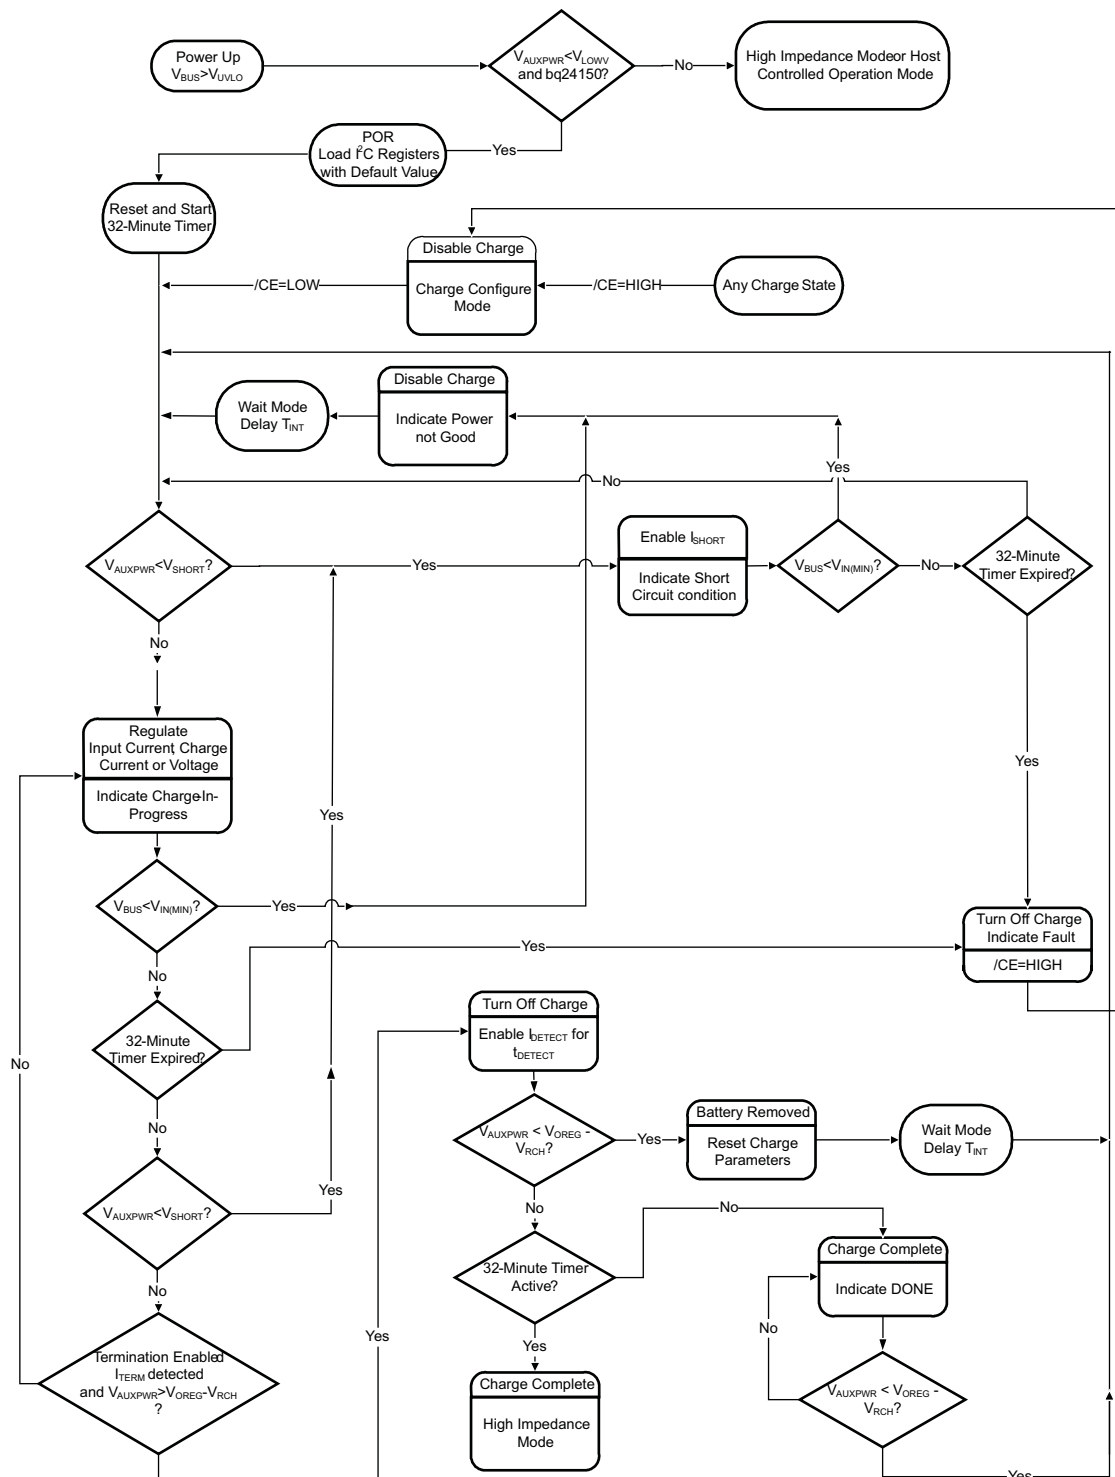 Power Up
VBUS>VUVLO
VAUXPWR<VLOWV
and bq24150?
No
High Impedance Modeor Host
Controlled Operation Mode
Yes
POR
Load I2C Registers
with Default Value
Reset and Start
32-Minute Timer
Disable Charge
Charge Configure
Mode
/CE=LOW
/CE=HIGH
Any Charge State
Disable Charge
Indicate Power
not Good
Wait Mode
Delay TINT
Yes
No
VAUXPWR<VSHORT?
Yes
Enable ISHORT
Indicate Short
Circuit condition
VBUS<VIN(MIN)?
No
32-Minute
Timer Expired?
No
Regulate
Input Current, Charge
Current or Voltage
Indicate Charge-In-
Progress
Yes
Yes
VBUS<VIN(MIN)?
Yes
Turn Off Charge
Indicate Fault
/CE=HIGH
Yes
No
Turn Off Charge
Enable IDETECT for
tDETECT
32-Minute
Timer Expired?
No
No
VAUXPWR < VOREG -
VRCH?
Yes
Battery Removed
Reset Charge
Parameters
Wait Mode
Delay TINT
VAUXPWR<VSHORT?
Yes
No
No
32-Minute Timer
Active?
Charge Complete
Indicate DONE
No
Yes
No
Yes
Termination Enabled
ITERM detected
and VAUXPWR>VOREG-VRCH
?
Charge Complete
High Impedance
Mode
VAUXPWR < VOREG -
VRCH?
Yes